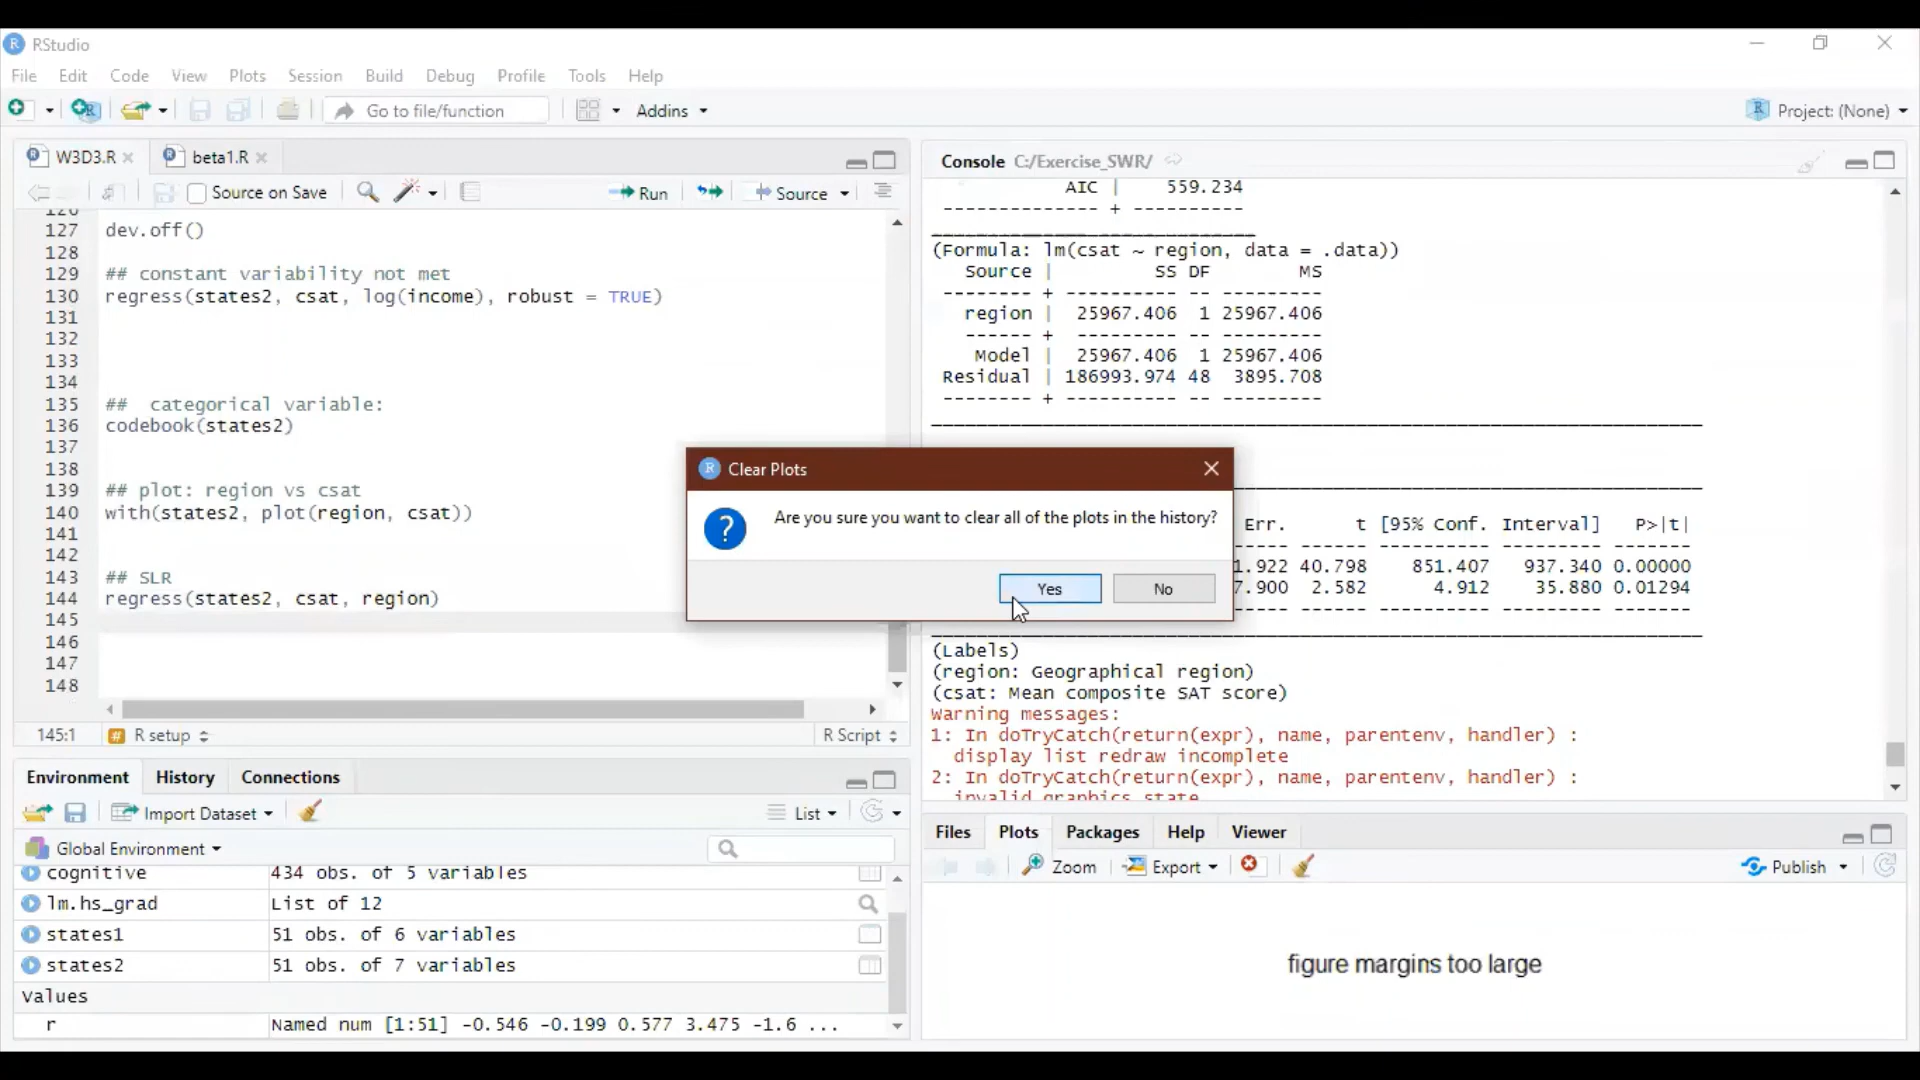 RStudio
File Edit Code View Plots Session Build Debug Profile Tools Help
Go to file/function Addins Project: (None)
W3D3.R beta1.R
Source on Save Run Source
127 dev.off()
128
129 ## constant variability not met
130 regress(states2, csat, log(income), robust = TRUE)
131
132
133
134
135 ##  categorical variable:
136 codebook(states2)
137
138
139 ## plot: region vs csat
140 with(states2, plot(region, csat))
141
142
143 ## SLR
144 regress(states2, csat, region)
145
146
147
148
145:1 R setup R Script
Environment History Connections
Import Dataset List
Global Environment
cognitive 434 obs. of 5 variables
lm.hs_grad List of 12
states1 51 obs. of 6 variables
states2 51 obs. of 7 variables
Values
r Named num [1:51] -0.546 -0.199 0.577 3.475 -1.6 ...
Console C:/Exercise_SWR/
AIC | 559.234
-------------- + ----------
(Formula: lm(csat ~ region, data = .data))
Source | SS DF MS
-------- + ---------- -- ---------
region | 25967.406 1 25967.406
------ + ---------- -- ---------
Model | 25967.406 1 25967.406
Residual | 186993.974 48 3895.708
-------- + ---------- -- ---------
Err. t [95% Conf. Interval] P>|t|
1.922 40.798 851.407 937.340 0.00000
7.900 2.582 4.912 35.880 0.01294
(Labels)
(region: Geographical region)
(csat: Mean composite SAT score)
Warning messages:
1: In doTryCatch(return(expr), name, parentenv, handler) :
display list redraw incomplete
2: In doTryCatch(return(expr), name, parentenv, handler) :
invalid graphics state
Clear Plots
Are you sure you want to clear all of the plots in the history?
Yes No
Files Plots Packages Help Viewer
Zoom Export Publish
figure margins too large